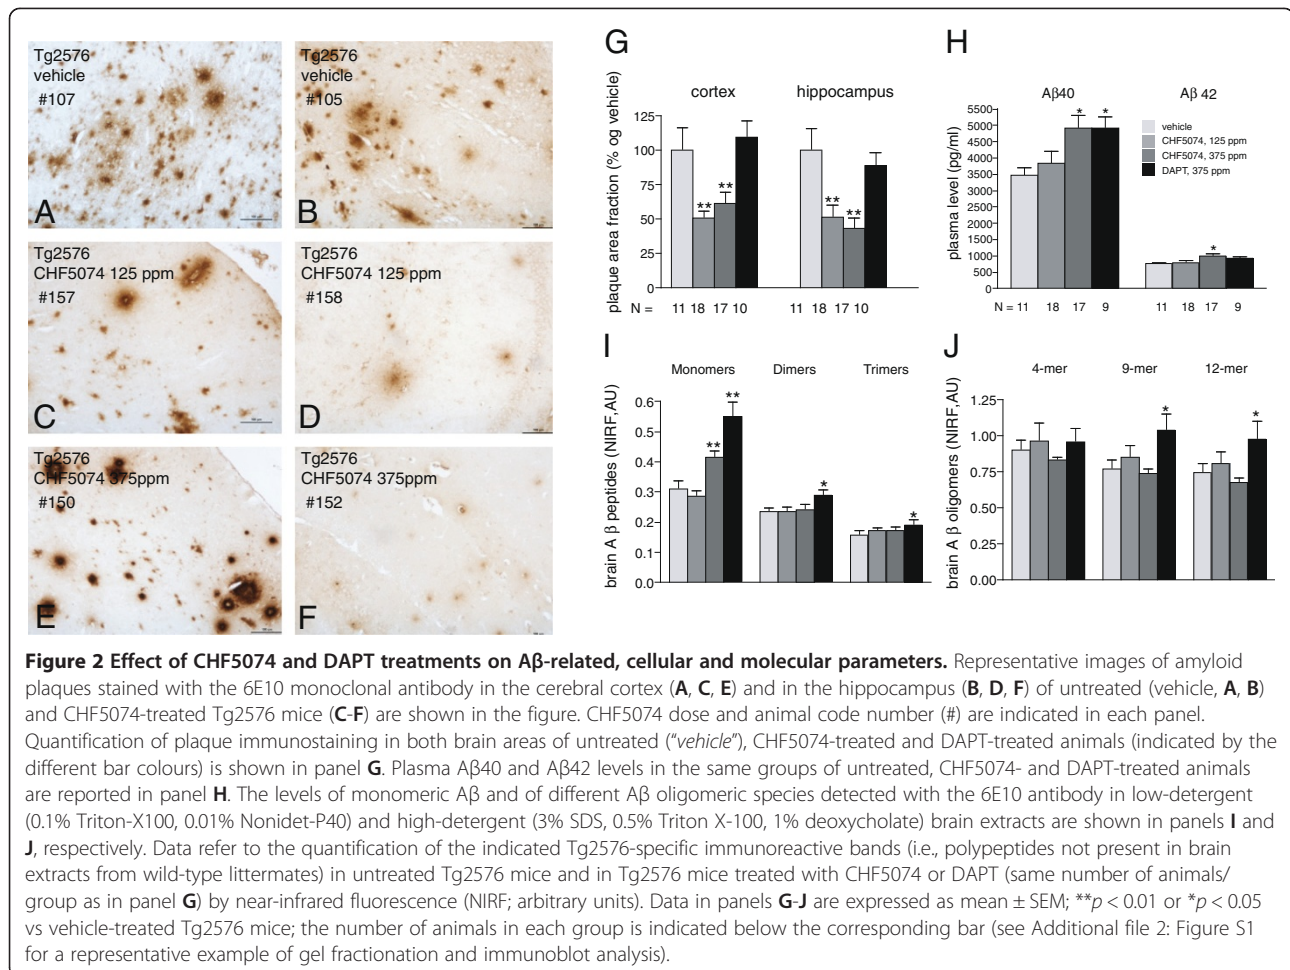 Tg2576
vehicle
#107
A
Tg2576
vehicle
#105
B
Tg2576
CHF5074 125 ppm
#157
C
Tg2576
CHF5074 125 ppm
#158
D
Tg2576
CHF5074 375ppm
#150
E
Tg2576
CHF5074 375ppm
#152
F
G
cortex hippocampus
plaque area fraction (% og vehicle)
125
100
75
50
25
0
** ** ** **
N = 11 18 17 10 11 18 17 10
H
Aβ40 Aβ 42
plasma level (pg/ml)
5500
5000
4500
4000
3500
3000
2500
2000
1500
1000
500
0
* * *
vehicle
CHF5074, 125 ppm
CHF5074, 375 ppm
DAPT, 375 ppm
N = 11 18 17 9 11 18 17 9
I
Monomers Dimers Trimers
brain A β peptides (NIRF,AU)
0.6
0.5
0.4
0.3
0.2
0.1
0.0
** ** * *
J
4-mer 9-mer 12-mer
brain A β oligomers (NIRF,AU)
1.25
1.00
0.75
0.50
0.25
0.00
* *
Figure 2 Effect of CHF5074 and DAPT treatments on Aβ-related, cellular and molecular parameters. Representative images of amyloid
plaques stained with the 6E10 monoclonal antibody in the cerebral cortex (A, C, E) and in the hippocampus (B, D, F) of untreated (vehicle, A, B)
and CHF5074-treated Tg2576 mice (C-F) are shown in the figure. CHF5074 dose and animal code number (#) are indicated in each panel.
Quantification of plaque immunostaining in both brain areas of untreated (“vehicle”), CHF5074-treated and DAPT-treated animals (indicated by the
different bar colours) is shown in panel G. Plasma Aβ40 and Aβ42 levels in the same groups of untreated, CHF5074- and DAPT-treated animals
are reported in panel H. The levels of monomeric Aβ and of different Aβ oligomeric species detected with the 6E10 antibody in low-detergent
(0.1% Triton-X100, 0.01% Nonidet-P40) and high-detergent (3% SDS, 0.5% Triton X-100, 1% deoxycholate) brain extracts are shown in panels I and
J, respectively. Data refer to the quantification of the indicated Tg2576-specific immunoreactive bands (i.e., polypeptides not present in brain
extracts from wild-type littermates) in untreated Tg2576 mice and in Tg2576 mice treated with CHF5074 or DAPT (same number of animals/
group as in panel G) by near-infrared fluorescence (NIRF; arbitrary units). Data in panels G-J are expressed as mean ± SEM; **p < 0.01 or *p < 0.05
vs vehicle-treated Tg2576 mice; the number of animals in each group is indicated below the corresponding bar (see Additional file 2: Figure S1
for a representative example of gel fractionation and immunoblot analysis).